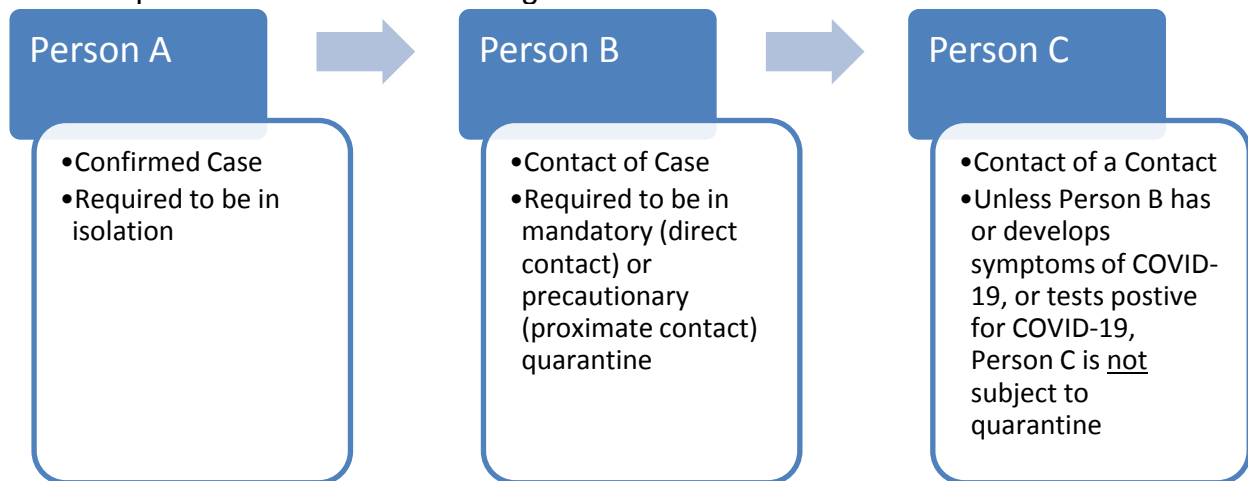 Person A
•Confirmed Case
•Required to be in
isolation
Person B
•Contact of Case
•Required to be in
mandatory (direct
contact) or
precautionary
(proximate contact)
quarantine
Person C
•Contact of a Contact
•Unless Person B has
or develops
symptoms of COVID-
19, or tests postive
for COVID-19,
Person C is not
subject to
quarantine